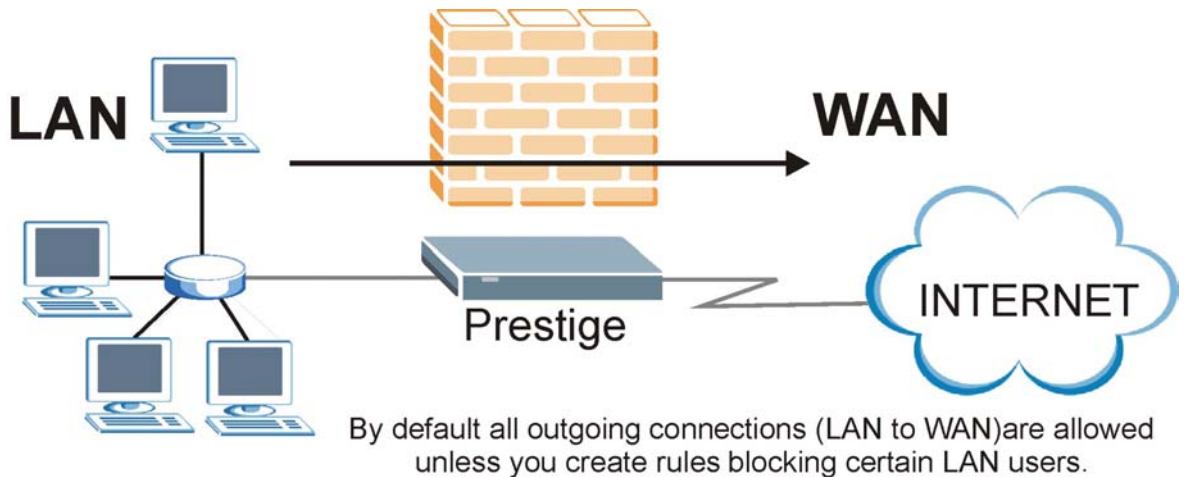 LAN
WAN
Prestige
INTERNET
By default all outgoing connections (LAN to WAN)are allowed
unless you create rules blocking certain LAN users.